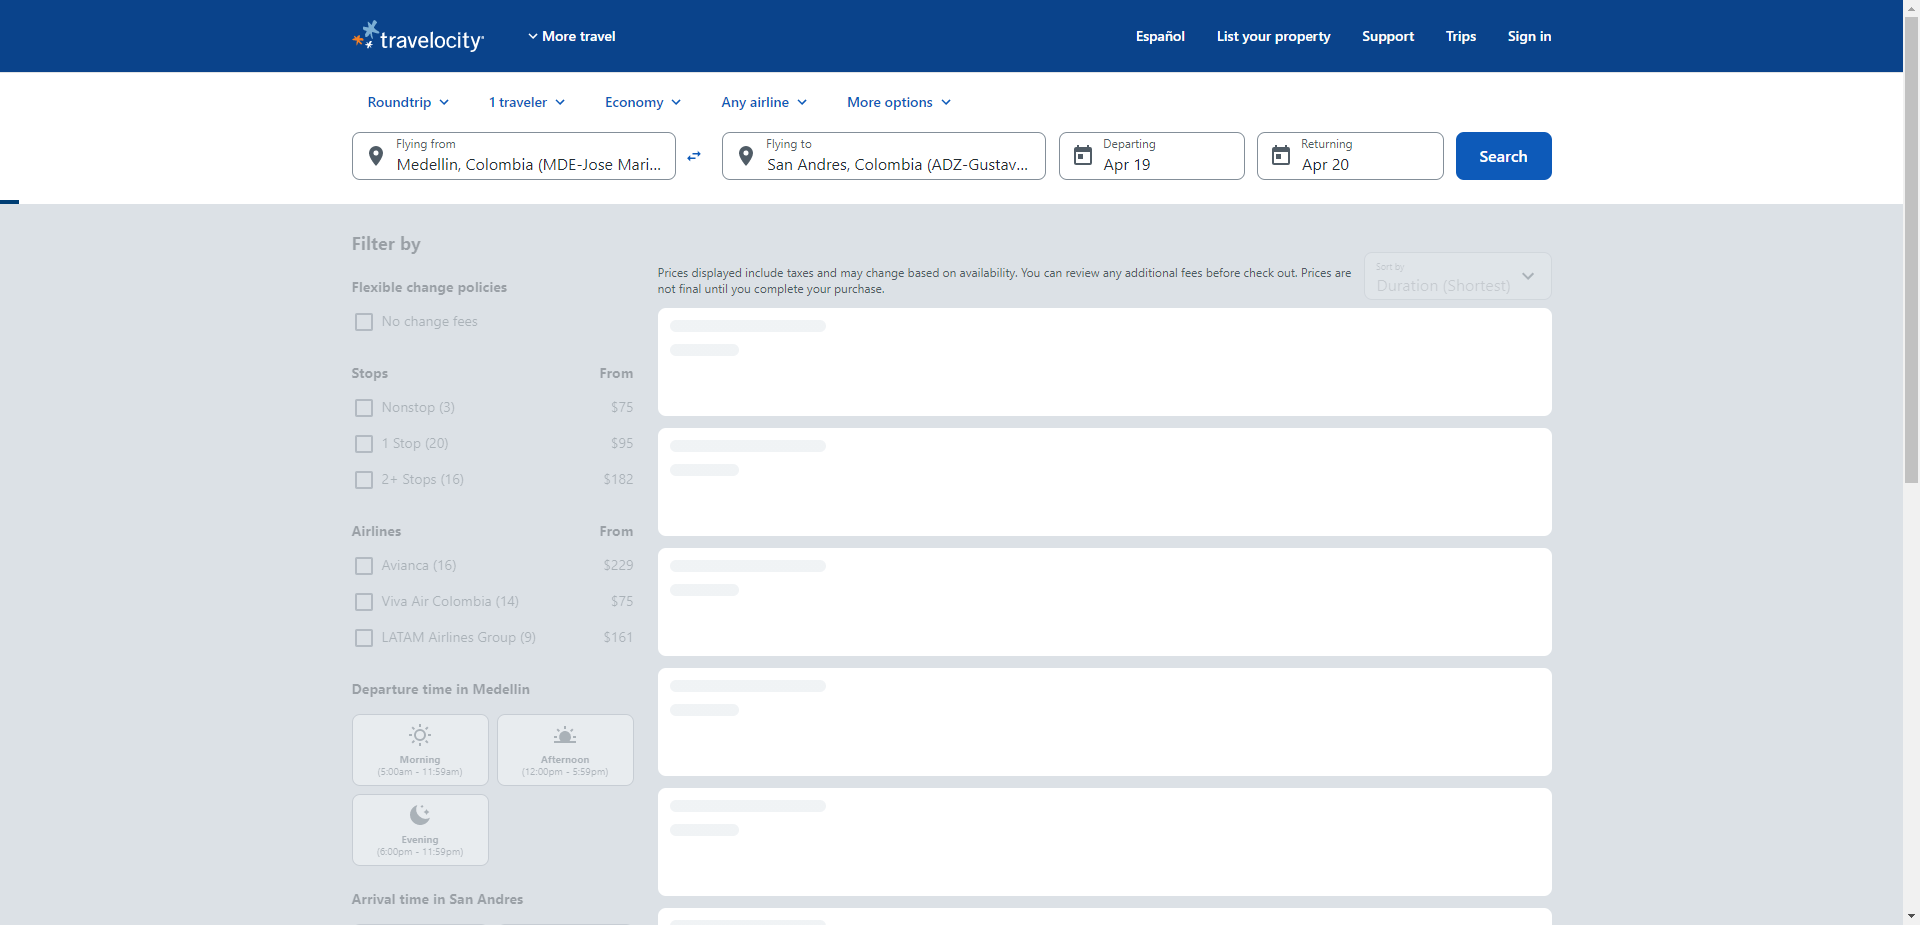 travelocity
More travel
Español
List your property
Support
Trips
Sign in
Roundtrip
1 traveler
Economy
Any airline
More options
Flying from
Medellin, Colombia (MDE-Jose Mari...
Flying to
San Andres, Colombia (ADZ-Gustav...
Departing
Apr 19
Returning
Apr 20
Search
Filter by
Flexible change policies
No change fees
Stops From
Nonstop (3) $75
1 Stop (20) $95
2+ Stops (16) $182
Airlines From
Avianca (16) $229
Viva Air Colombia (14) $75
LATAM Airlines Group (9) $161
Departure time in Medellin
Morning
(5:00am - 11:59am)
Afternoon
(12:00pm - 5:59pm)
Evening
(6:00pm - 11:59pm)
Arrival time in San Andres
Prices displayed include taxes and may change based on availability. You can review any additional fees before check out. Prices are
not final until you complete your purchase.
Sort by
Duration (Shortest)